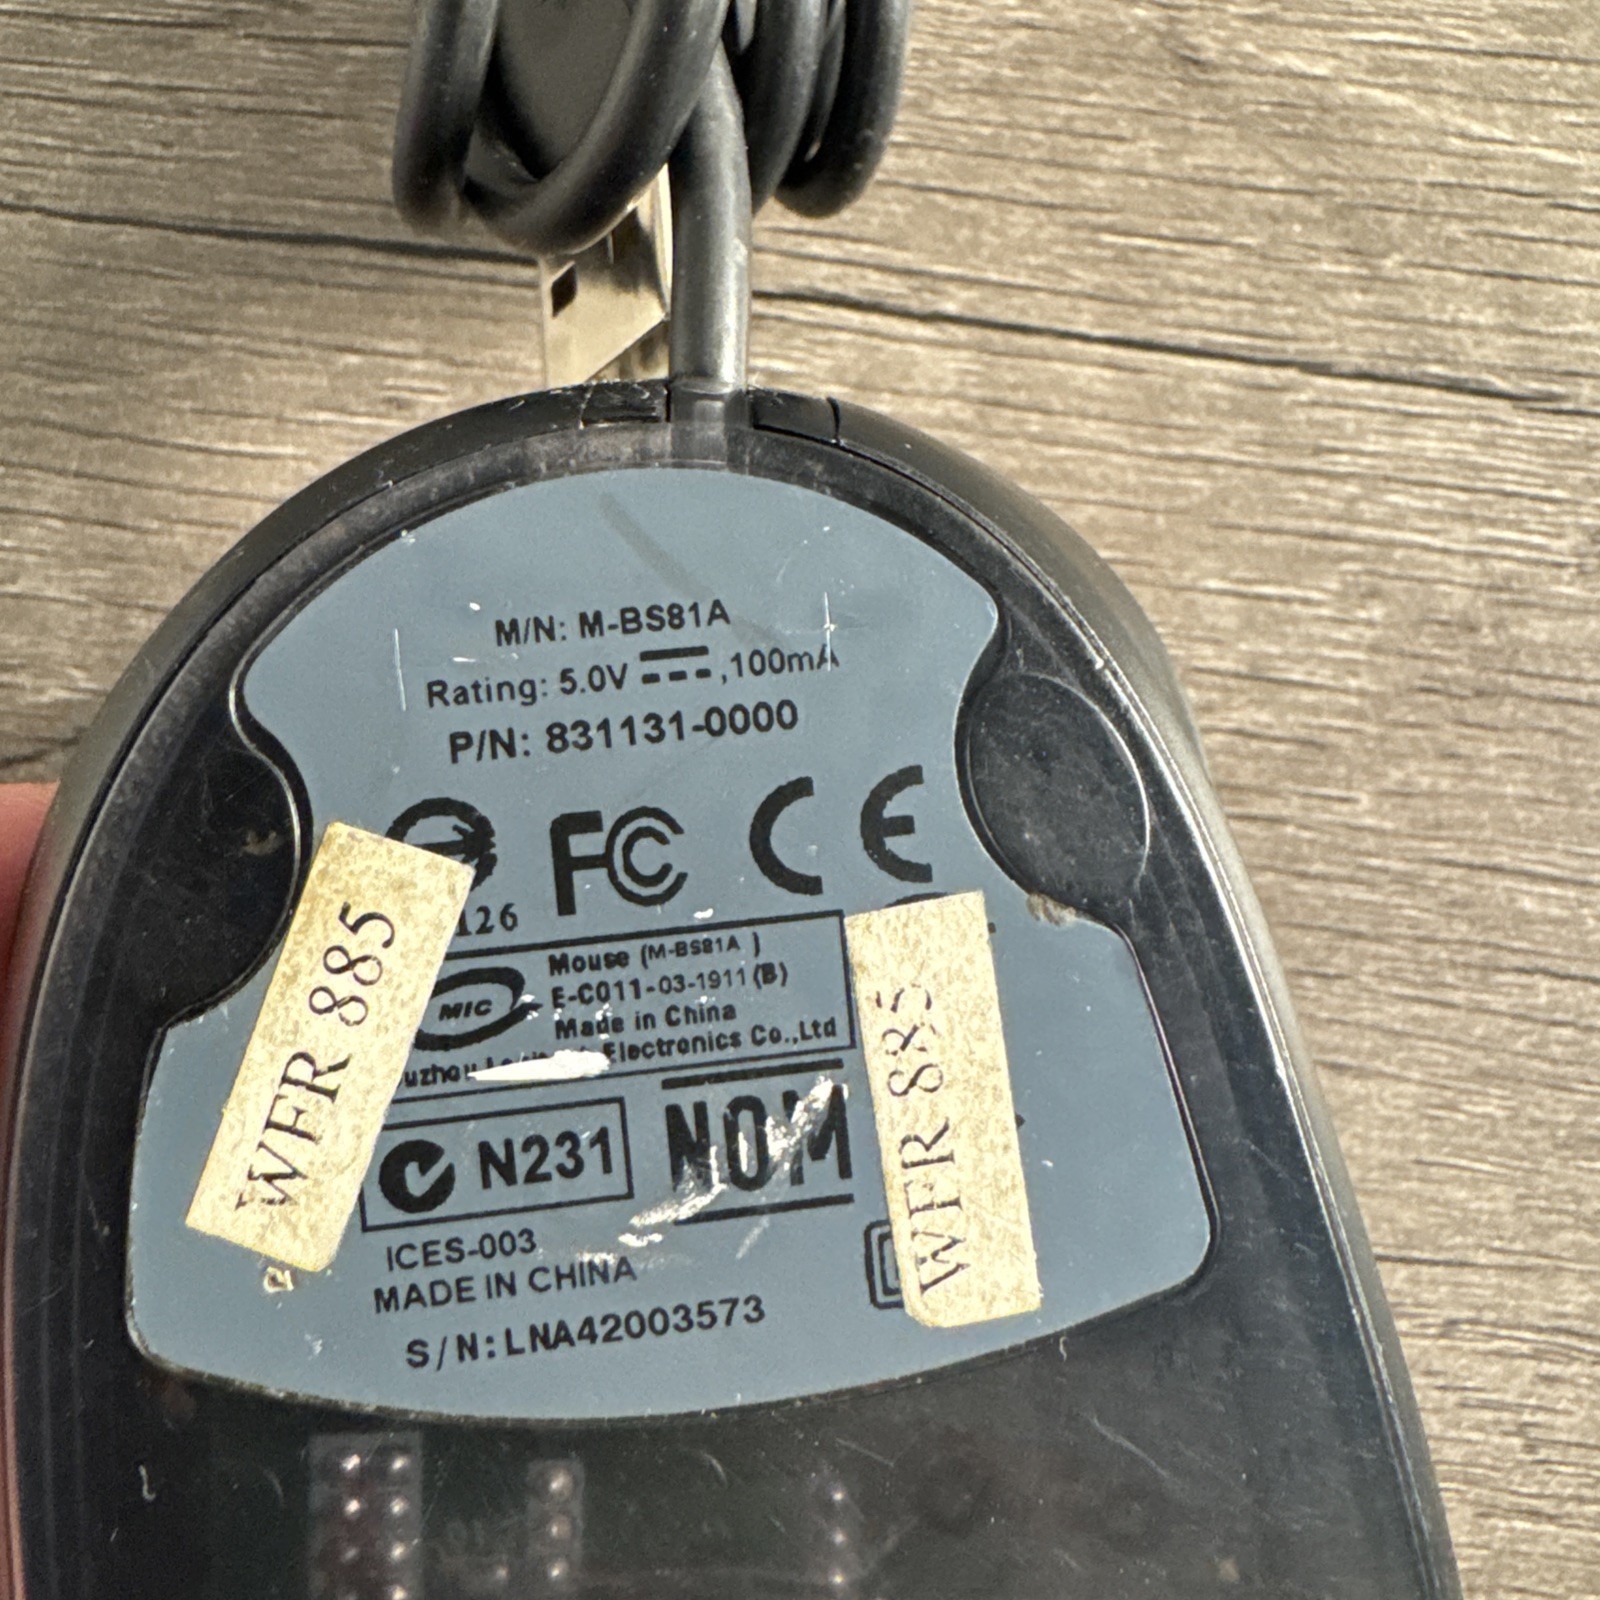 M/N: M-BS81A
Rating: 5.0V ,100mA
P/N: 831131-0000
FC CE
126
MIC
Mouse (M-BS81A )
E-C011-03-1911 (B)
Made in China
Electronics Co.,Ltd
WFR 885
WFR 885
N231
NOM
ICES-003
MADE IN CHINA
S/N: LNA42003573